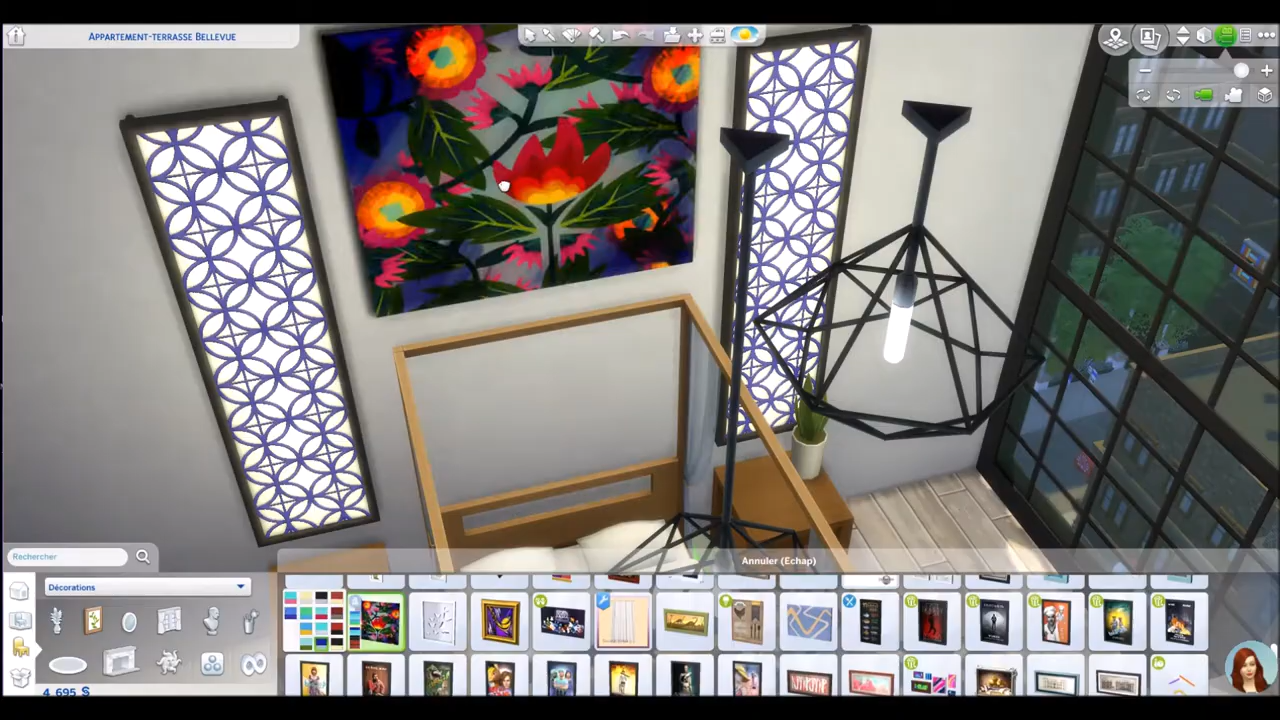 Appartement-terrasse Bellevue
Annuler (Echap)
Rechercher
Décorations
4 695 $